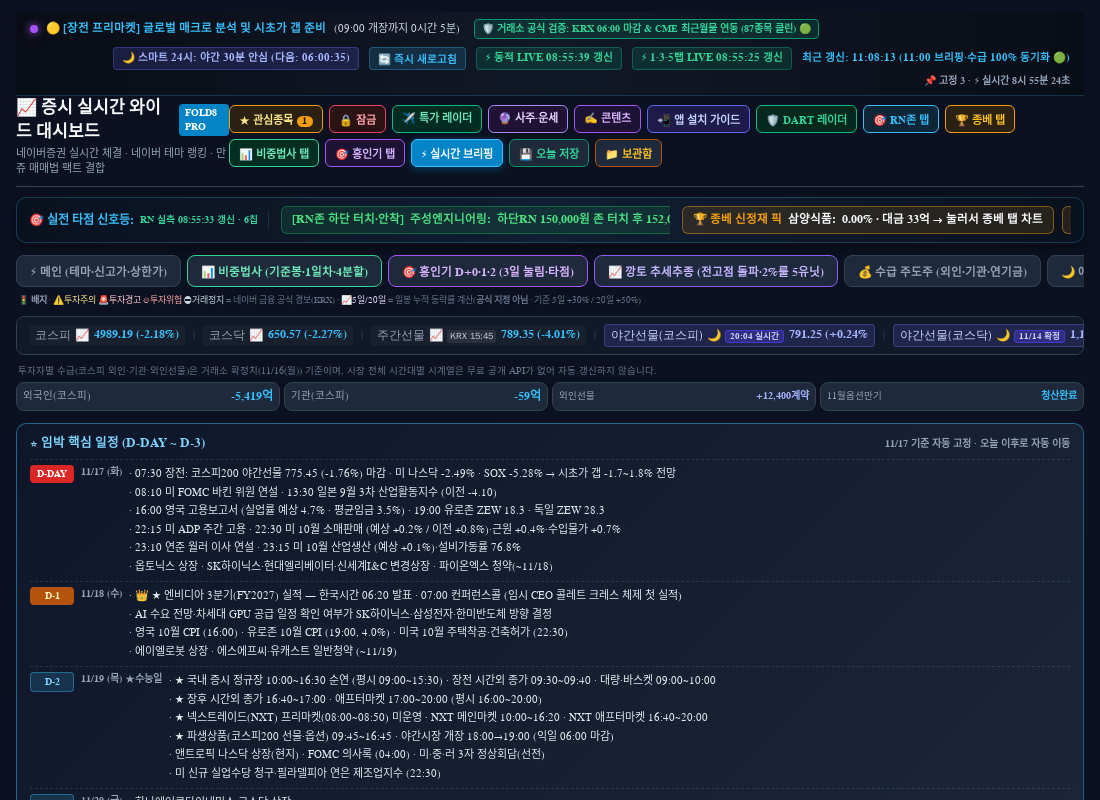 🟡 [장전 프리마켓] 글로벌 매크로 분석 및 시초가 갭 준비 (09:00 개장까지 0시간 5분) 🛡️ 거래소 공식 검증: KRX 06:00 마감 & CME 최근월물 연동 (87종목 클린) 🟢
🌙 스마트 24시: 야간 30분 안심 (다음: 06:00:35) 🔄 즉시 새로고침 ⚡ 동적 LIVE 08:55:39 갱신 ⚡ 1·3·5탭 LIVE 08:55:25 갱신 최근 갱신: 11:08:13 (11:00 브리핑·수급 100% 동기화 🟢)
📌 고정 3 · ⚡ 실시간 8시 55분 24초
📈 증시 실시간 와이드 대시보드
FOLD8 PRO
네이버증권 실시간 체결 · 네이버 테마 랭킹 · 만쥬 매매법 팩트 결합
★ 관심종목 1 🔒 잠금 ✈️ 특가 레이더 🔮 사주·운세 ✍️ 콘텐츠 📲 앱 설치 가이드 🛡️ DART 레이더 🎯 RN존 탭 🏆 종베 탭
📊 비중법사 탭 🎯 홍인기 탭 ⚡ 실시간 브리핑 💾 오늘 저장 📁 보관함
🎯 실전 타점 신호등: RN 실측 08:55:33 갱신 · 6칩 [RN존 하단 터치·안착] 주성엔지니어링: 하단RN 150,000원 존 터치 후 152,0 🏆 종베 신정재 픽 삼양식품: 0.00% · 대금 33억 → 눌러서 종베 탭 차트
⚡ 메인 (테마·신고가·상한가) 📊 비중법사 (기준봉·1일차·4분할) 🎯 홍인기 D+0·1·2 (3일 눌림·타점) 📈 깡토 추세추종 (전고점 돌파·2%룰 5유닛) 💰 수급 주도주 (외인·기관·연기금) 🌙
🚦 배지 · ⚠️투자주의 🚨투자경고 ⛔투자위험 ⛔거래정지 = 네이버 금융 공식 경보(KRX) · 📈5일/20일 = 일봉 누적 등락률 계산(공식 지정 아님 · 기준 5일 +30% / 20일 +50%)
코스피 📈 4989.19 (-2.18%) 코스닥 📈 650.57 (-2.27%) 주간선물 📈 KRX 15:45 789.35 (-4.01%) 야간선물(코스피) 🌙 20:04 실시간 791.25 (+0.24% 야간선물(코스닥) 🌙 11/14 확정 1,1
투자자별 수급(코스피 외인·기관·외인선물)은 거래소 확정치(11/16(월)) 기준이며, 시장 전체 시간대별 시계열은 무료 공개 API가 없어 자동 갱신하지 않습니다.
외국인(코스피) -5,419억 기관(코스피) -59억 외인선물 +12,400계약 11월옵션만기 청산완료
⭐ 임박 핵심 일정 (D-DAY ~ D-3) 11/17 기준 자동 고정 · 오늘 이후로 자동 이동
D-DAY 11/17 (화) · 07:30 장전: 코스피200 야간선물 775.45 (-1.76%) 마감 · 미 나스닥 -2.49% · SOX -5.28% → 시초가 갭 -1.7~1.8% 전망
· 08:10 미 FOMC 바킨 위원 연설 · 13:30 일본 9월 3차 산업활동지수 (이전 -4.10)
· 16:00 영국 고용보고서 (실업률 예상 4.7% · 평균임금 3.5%) · 19:00 유로존 ZEW 18.3 · 독일 ZEW 28.3
· 22:15 미 ADP 주간 고용 · 22:30 미 10월 소매판매 (예상 +0.2% / 이전 +0.8%)·근원 +0.4%·수입물가 +0.7%
· 23:10 연준 월러 이사 연설 · 23:15 미 10월 산업생산 (예상 +0.1%)·설비가동률 76.8%
· 옵토닉스 상장 · SK하이닉스·현대엘리베이터·신세계I&C 변경상장 · 파이온엑스 청약(~11/18)
D-1 11/18 (수) · 👑 ★ 엔비디아 3분기(FY2027) 실적 — 한국시간 06:20 발표 · 07:00 컨퍼런스콜 (임시 CEO 콜레트 크레스 체제 첫 실적)
· AI 수요 전망·차세대 GPU 공급 일정 확인 여부가 SK하이닉스·삼성전자·한미반도체 방향 결정
· 영국 10월 CPI (16:00) · 유로존 10월 CPI (19:00, 4.0%) · 미국 10월 주택착공·건축허가 (22:30)
· 에이엘로봇 상장 · 에스에프씨·유캐스트 일반청약 (~11/19)
D-2 11/19 (목) ★수능일 · ★ 국내 증시 정규장 10:00~16:30 순연 (평시 09:00~15:30) · 장전 시간외 종가 09:30~09:40 · 대량·바스켓 09:00~10:00
· ★ 장후 시간외 종가 16:40~17:00 · 애프터마켓 17:00~20:00 (평시 16:00~20:00)
· ★ 넥스트레이드(NXT) 프리마켓(08:00~08:50) 미운영 · NXT 메인마켓 10:00~16:20 · NXT 애프터마켓 16:40~20:00
· ★ 파생상품(코스피200 선물·옵션) 09:45~16:45 · 야간시장 개장 18:00→19:00 (익일 06:00 마감)
· 앤트로픽 나스닥 상장(현지) · FOMC 의사록 (04:00) · 미·중·러 3자 정상회담(선전)
· 미 신규 실업수당 청구·필라델피아 연은 제조업지수 (22:30)